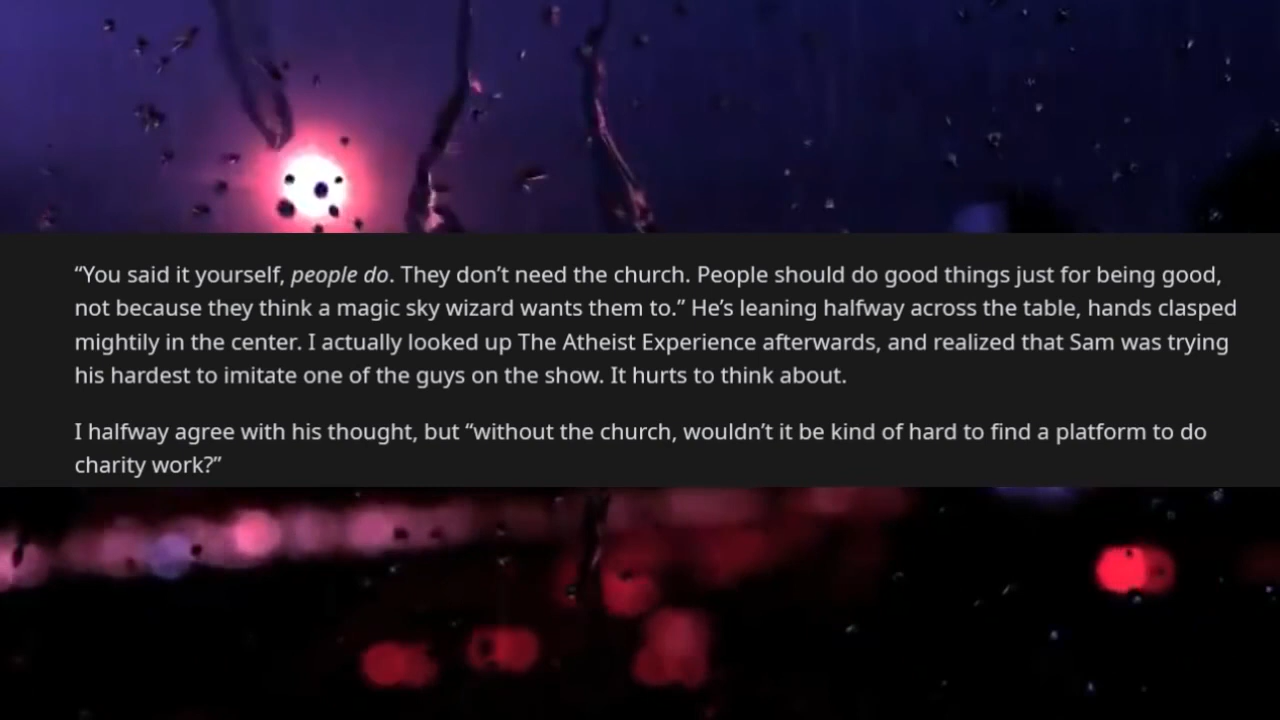 “You said it yourself, people do. They don’t need the church. People should do good things just for being good,
not because they think a magic sky wizard wants them to.” He’s leaning halfway across the table, hands clasped
mightily in the center. I actually looked up The Atheist Experience afterwards, and realized that Sam was trying
his hardest to imitate one of the guys on the show. It hurts to think about.
I halfway agree with his thought, but “without the church, wouldn’t it be kind of hard to find a platform to do
charity work?”